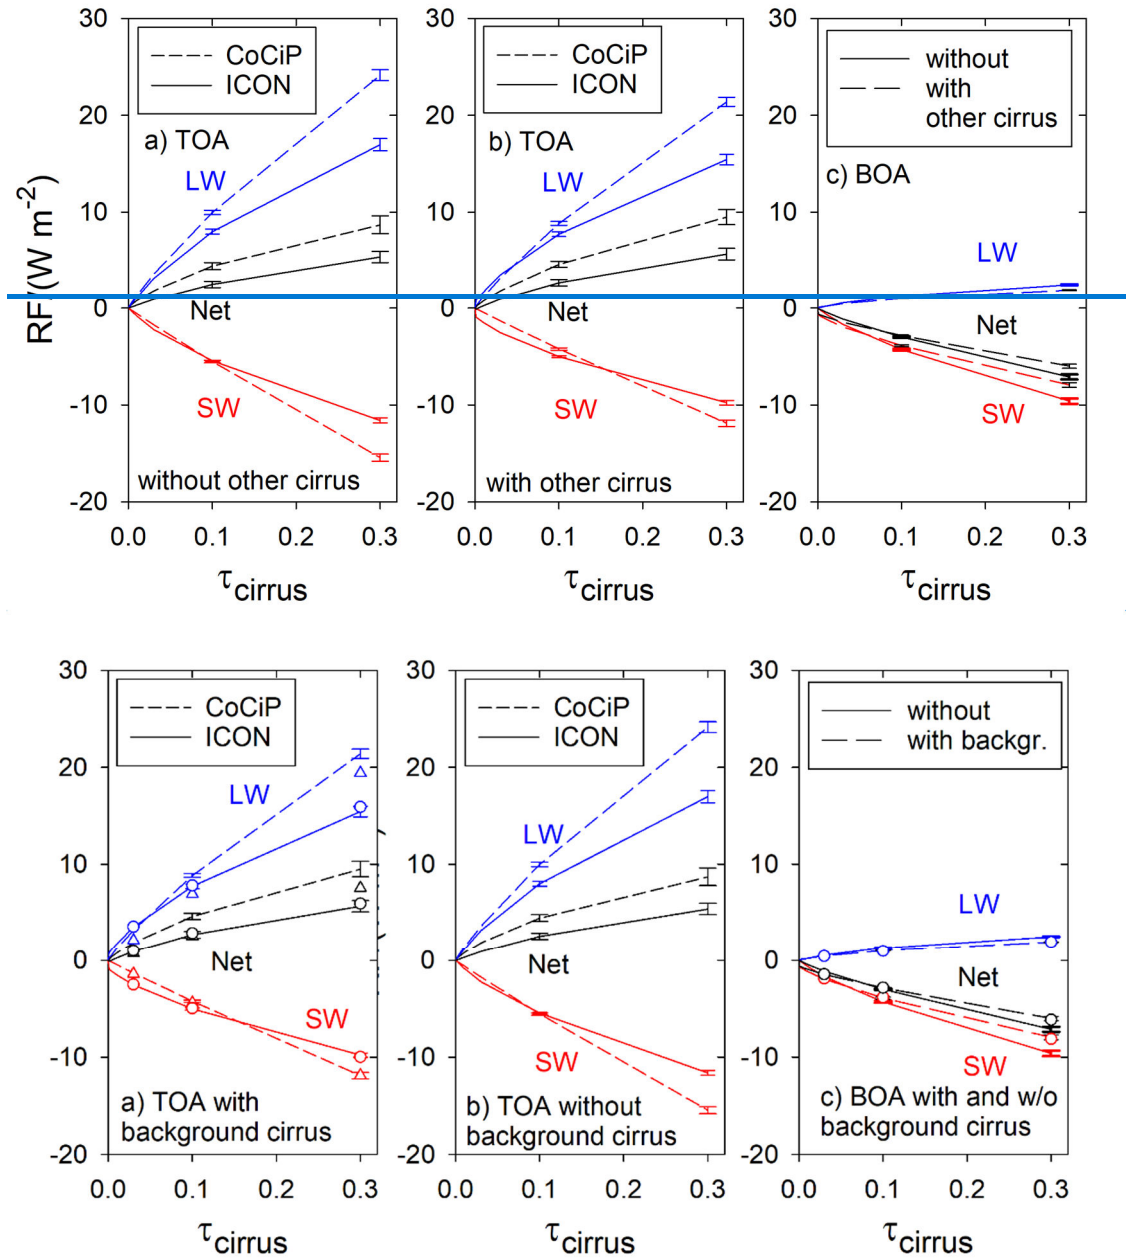 30
20
10
0
-10
-20
RF/(W m-2)
CoCiP
ICON
a) TOA
LW
Net
SW
without other cirrus
0.0 0.1 0.2 0.3
τcirrus
CoCiP
ICON
b) TOA
LW
SW
with other cirrus
0.0 0.1 0.2 0.3
τcirrus
30
20
10
0
-10
-20
without
with
other cirrus
c) BOA
LW
Net
SW
0.0 0.1 0.2 0.3
τcirrus
30
20
10
0
-10
-20
CoCiP
ICON
LW
Net
SW
a) TOA with
background cirrus
0.0 0.1 0.2 0.3
τcirrus
30
20
10
0
-10
-20
CoCiP
ICON
LW
Net
SW
b) TOA without
background cirrus
0.0 0.1 0.2 0.3
τcirrus
30
20
10
0
-10
-20
without
with backgr.
LW
Net
SW
c) BOA with and w/o
background cirrus
0.0 0.1 0.2 0.3
τcirrus